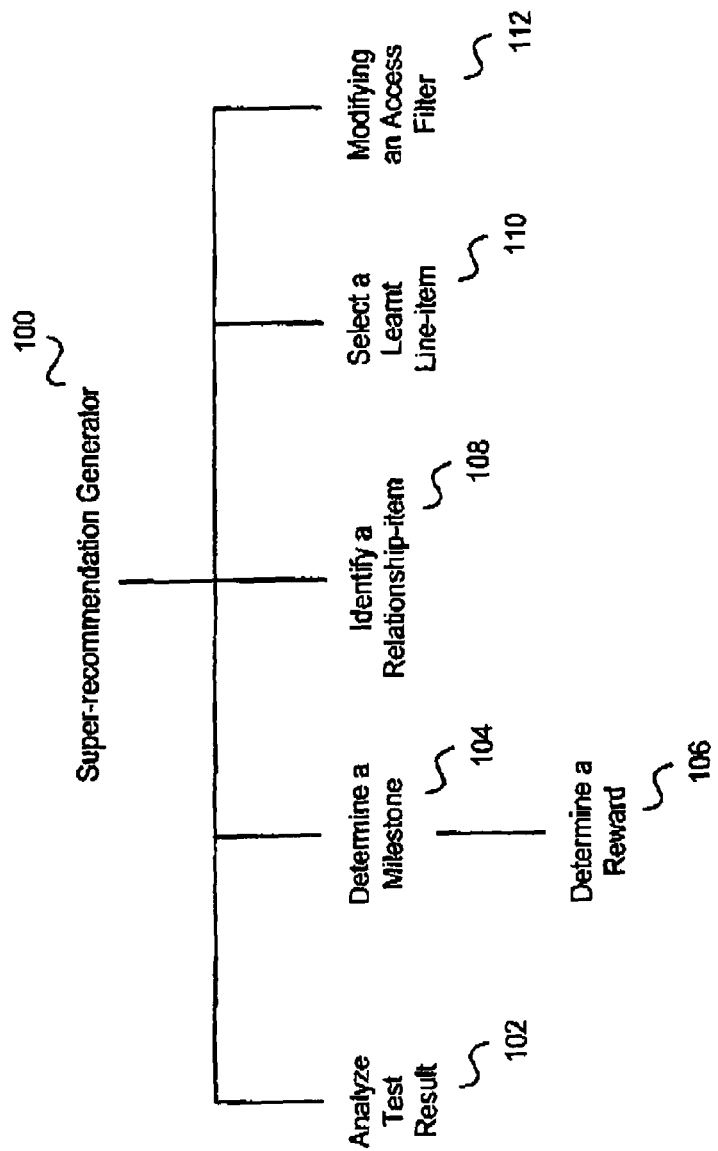 Super-recommendation Generator
100
Analyze
Test
Result
102
Determine a
Milestone
104
Determine a
Reward
106
Identify a
Relationship-item
108
Select a
Learnt
Line-item
110
Modifying
an Access
Filter
112